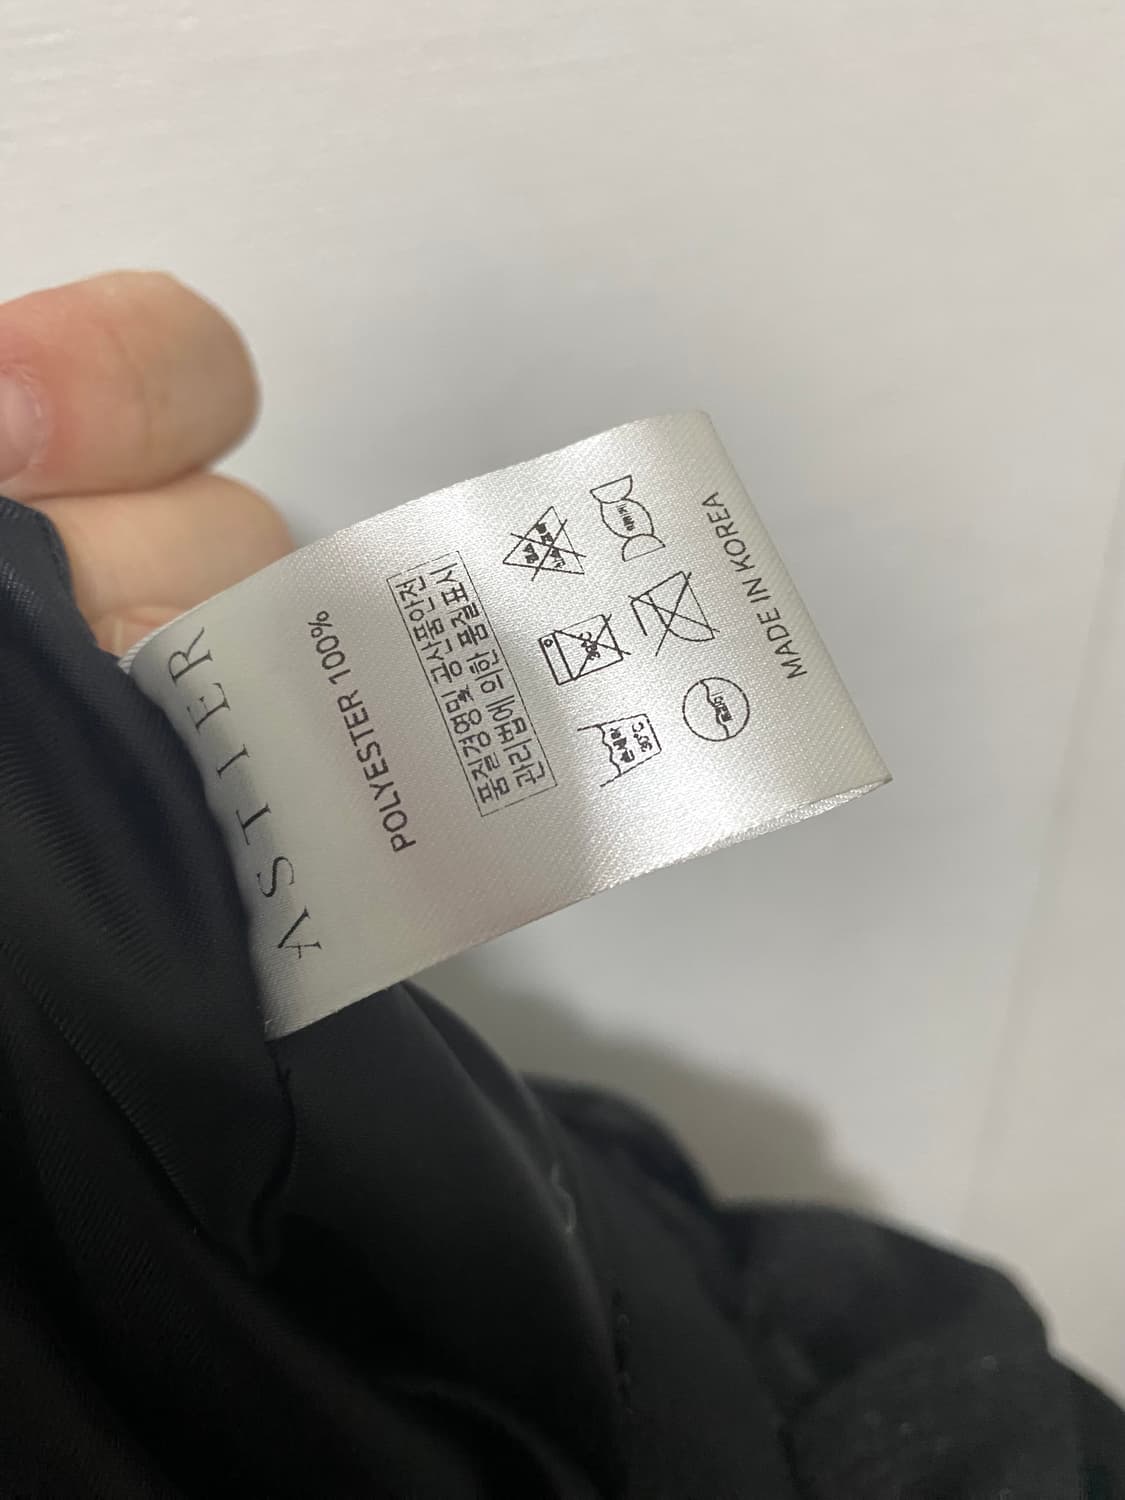 ASTIER
POLYESTER 100%
품질경영및 공산품안전
관리법에 의한 품질표시
30°C
MADE IN KOREA